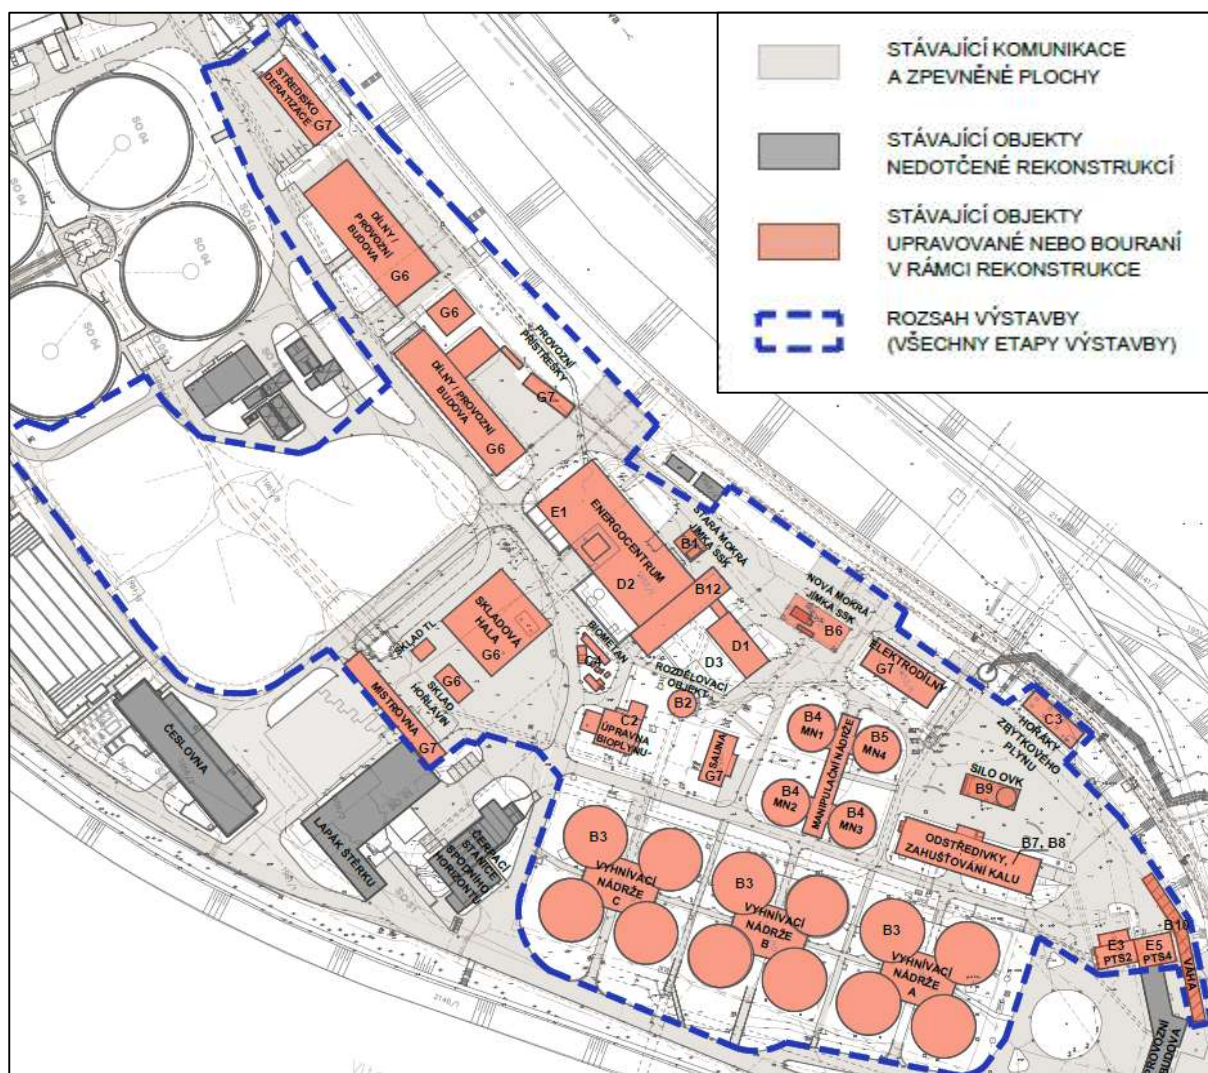 STÁVAJÍCÍ KOMUNIKACE
A ZPEVNĚNÉ PLOCHY
STÁVAJÍCÍ OBJEKTY
NEDOTČENÉ REKONSTRUKCÍ
STÁVAJÍCÍ OBJEKTY
UPRAVOVANÉ NEBO BOURANÍ
V RÁMCI REKONSTRUKCE
ROZSAH VÝSTAVBY
(VŠECHNY ETAPY VÝSTAVBY)
STŘEDISKO
DERATIZACE
G7
SO 04
SO 04
SO 04
SO 04
DÍLNY /
PROVOZNÍ
BUDOVA
G6
G6
PROVOZNÍ
PŘÍSTŘEŠKY
G7
DÍLNY / PROVOZNÍ
BUDOVA
G6
E1
ENERGOCENTRUM
D2
STARÁ MOKRÁ
JÍMKA SSK
B1
B12
NOVÁ MOKRÁ
JÍMKA SSK
B6
D1
D3
ROZDĚLOVACÍ
OBJEKT
B2
SKLADOVÁ
HALA
G6
SKLAD TL.
SKLAD
HOŘLAVIN
G6
BIOMETAN
MISTROVNA
G7
C2
ÚPRAVNA
BIOPLYNU
SAUNA
G7
ELEKTRODÍLNY
G7
C3
HOŘÁKY
ZBYTKOVÉHO
PLYNU
B4
MN1
B5
MN4
B4
MN2
B4
MN3
MANIPULAČNÍ NÁDRŽE
SILO OVK
B9
ODSTŘEDIVKY,
ZAHUŠŤOVÁNÍ KALU
B7, B8
ČESLOVNA
LAPÁK ŠTĚRKU
ČERPACÍ
STANICE
SPODNÍHO
HORIZONTU
B3
VYHNÍVACÍ
NÁDRŽE
C
B3
VYHNÍVACÍ
NÁDRŽE
B
B3
VYHNÍVACÍ
NÁDRŽE
A
B10
VÁHA
E3
PTS2
E5
PTS4
PROVOZNÍ
BUDOVA